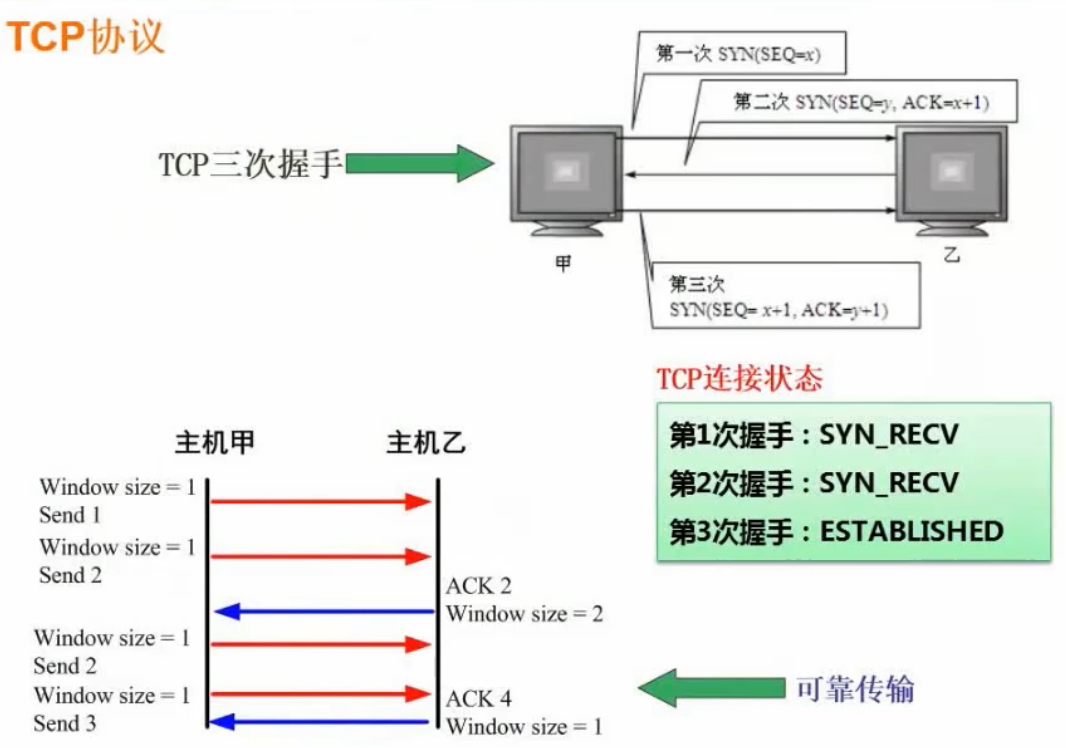 TCP协议
第一次 SYN(SEQ=x)
第二次 SYN(SEQ=y, ACK=x+1)
TCP三次握手
甲
乙
第三次
SYN(SEQ= x+1, ACK=y+1)
TCP连接状态
第1次握手：SYN_RECV
第2次握手：SYN_RECV
第3次握手：ESTABLISHED
主机甲
主机乙
Window size = 1
Send 1
Window size = 1
Send 2
ACK 2
Window size = 2
Window size = 1
Send 2
Window size = 1
Send 3
ACK 4
Window size = 1
可靠传输